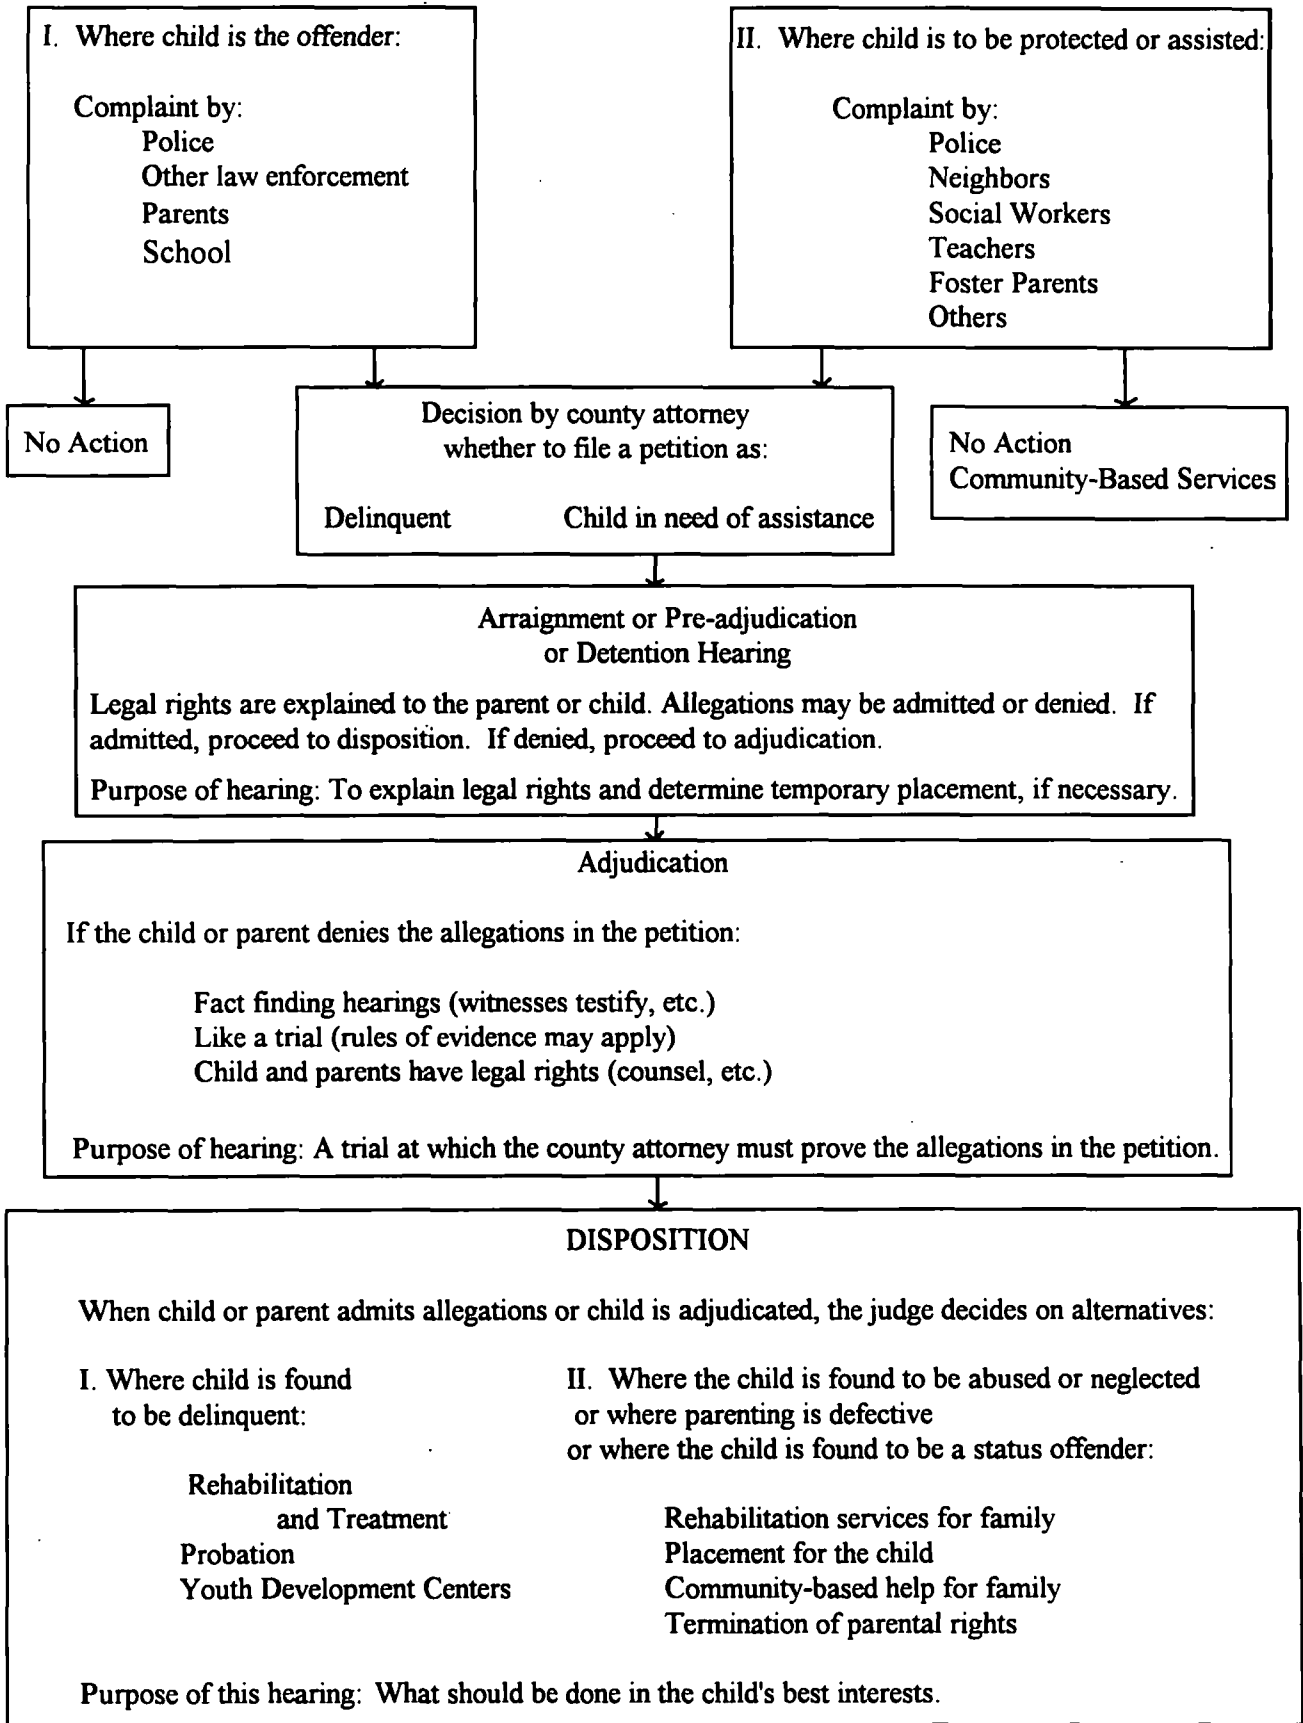 I. Where child is the offender:
Complaint by:
Police
Other law enforcement
Parents
School
II. Where child is to be protected or assisted:
Complaint by:
Police
Neighbors
Social Workers
Teachers
Foster Parents
Others
No Action
Decision by county attorney
whether to file a petition as:
Delinquent Child in need of assistance
No Action
Community-Based Services
Arraignment or Pre-adjudication
or Detention Hearing
Legal rights are explained to the parent or child. Allegations may be admitted or denied. If
admitted, proceed to disposition. If denied, proceed to adjudication.
Purpose of hearing: To explain legal rights and determine temporary placement, if necessary.
Adjudication
If the child or parent denies the allegations in the petition:
Fact finding hearings (witnesses testify, etc.)
Like a trial (rules of evidence may apply)
Child and parents have legal rights (counsel, etc.)
Purpose of hearing: A trial at which the county attorney must prove the allegations in the petition.
DISPOSITION
When child or parent admits allegations or child is adjudicated, the judge decides on alternatives:
I. Where child is found
to be delinquent:
Rehabilitation
and Treatment
Probation
Youth Development Centers
II. Where the child is found to be abused or neglected
or where parenting is defective
or where the child is found to be a status offender:
Rehabilitation services for family
Placement for the child
Community-based help for family
Termination of parental rights
Purpose of this hearing: What should be done in the child's best interests.